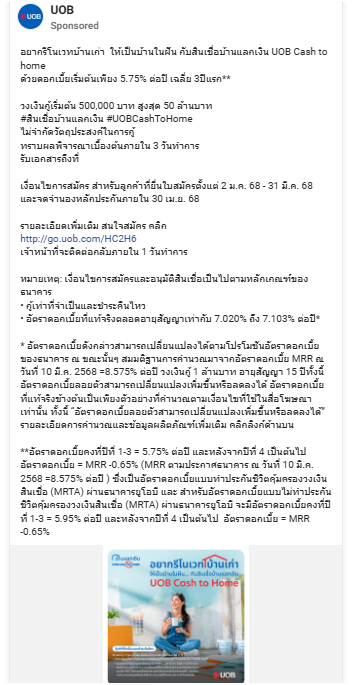 UOB
UOB
Sponsored
อยากรีโนเวทบ้านเก่า ให้เป็นบ้านในฝัน กับสินเชื่อบ้านแลกเงิน UOB Cash to
home
ด้วยดอกเบี้ยเริ่มต้นเพียง 5.75% ต่อปี เฉลี่ย 3ปีแรก**
วงเงินกู้เริ่มต้น 500,000 บาท สูงสุด 50 ล้านบาท
#สินเชื่อบ้านแลกเงิน #UOBCashToHome
ไม่จำกัดวัตถุประสงค์ในการกู้
ทราบผลพิจารณาเบื้องต้นภายใน 3 วันทำการ
รับเอกสารถึงที่
เงื่อนไขการสมัคร สำหรับลูกค้าที่ยื่นใบสมัครตั้งแต่ 2 ม.ค. 68 - 31 มี.ค. 68
และจดจำนองหลักประกันภายใน 30 เม.ย. 68
รายละเอียดเพิ่มเติม สนใจสมัคร คลิก
http://go.uob.com/HC2H6
เจ้าหน้าที่จะติดต่อกลับภายใน 1 วันทำการ
หมายเหตุ: เงื่อนไขการสมัครและอนุมัติสินเชื่อเป็นไปตามหลักเกณฑ์ของ
ธนาคาร
• กู้เท่าที่จำเป็นและชำระคืนไหว
• อัตราดอกเบี้ยที่แท้จริงตลอดอายุสัญญาเท่ากับ 7.020% ถึง 7.103% ต่อปี*
* อัตราดอกเบี้ยดังกล่าวสามารถเปลี่ยนแปลงได้ตามโปรโมชันอัตราดอกเบี้ย
ของธนาคาร ณ ขณะนั้นๆ สมมติฐานการคำนวณมาจากอัตราดอกเบี้ย MRR ณ
วันที่ 10 มี.ค. 2568 =8.575% ต่อปี วงเงินกู้ 1 ล้านบาท อายุสัญญา 15 ปีทั้งนี้
อัตราดอกเบี้ยลอยตัวสามารถเปลี่ยนแปลงเพิ่มขึ้นหรือลดลงได้ อัตราดอกเบี้ย
ที่แท้จริงข้างต้นเป็นเพียงตัวอย่างที่คำนวณตามเงื่อนไขที่ใช้ในสื่อโฆษณา
เท่านั้น ทั้งนี้ “อัตราดอกเบี้ยลอยตัวสามารถเปลี่ยนแปลงเพิ่มขึ้นหรือลดลงได้”
รายละเอียดการคำนวณและข้อมูลผลิตภัณฑ์เพิ่มเติม คลิกลิงค์ด้านบน
**อัตราดอกเบี้ยคงที่ปีที่ 1-3 = 5.75% ต่อปี และหลังจากปีที่ 4 เป็นต้นไป
อัตราดอกเบี้ย = MRR -0.65% (MRR ตามประกาศธนาคาร ณ วันที่ 10 มี.ค.
2568 =8.575% ต่อปี ) ซึ่งเป็นอัตราดอกเบี้ยแบบทำประกันชีวิตคุ้มครองวงเงิน
สินเชื่อ (MRTA) ผ่านธนาคารยูโอบี และ สำหรับอัตราดอกเบี้ยแบบไม่ทำประกัน
ชีวิตคุ้มครองวงเงินสินเชื่อ (MRTA) ผ่านธนาคารยูโอบี จะมีอัตราดอกเบี้ยคงที่ปี
ที่ 1-3 = 5.95% ต่อปี และหลังจากปีที่ 4 เป็นต้นไป อัตราดอกเบี้ย = MRR
-0.65%
อยากรีโนเวทบ้านเก่า
ให้เป็นบ้านในฝัน... กับสินเชื่อบ้านแลกเงิน
UOB Cash to Home
UOB